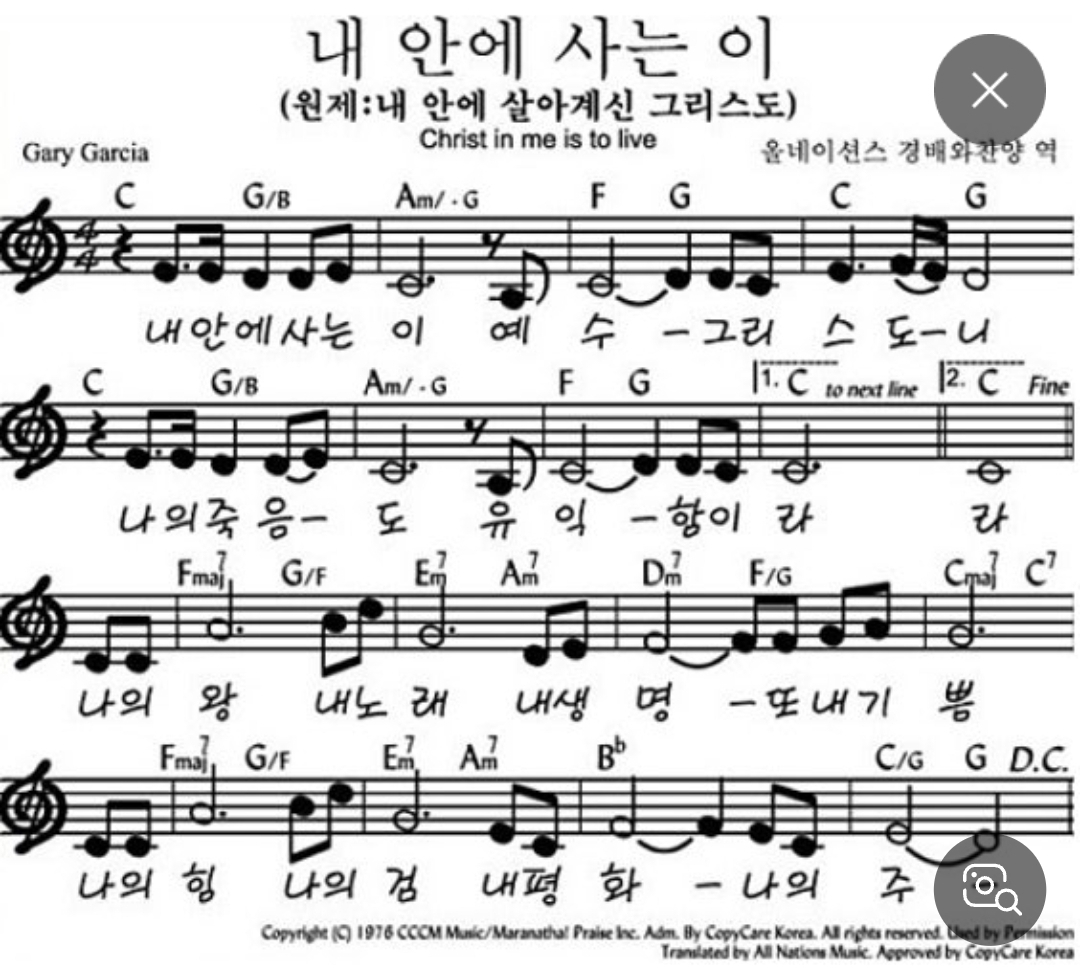 내 안에 사는 이
(원제:내 안에 살아계신 그리스도)
Christ in me is to live
Gary Garcia 올네이션스 경배와찬양 역
C G/B Am/ · G F G C G
4/4
내안에사는 이 예 수 -그리 스 도-니
C G/B Am/ · G F G 1. C to next line 2. C Fine
나의죽음- 도 유 익 -함이 라 라
Fmaj7 G/F Em7 Am7 Dm7 F/G Cmaj7 C7
나의 왕 내노 래 내생 명 -또내기 쁨
Fmaj7 G/F Em7 Am7 Bb C/G G D.C.
나의 힘 나의 검 내평 화 -나의 주
Copyright (C) 1976 CCCM Music/Maranatha! Praise Inc. Adm. By CopyCare Korea. All rights reserved. Used by Permission
Translated by All Nations Music. Approved by CopyCare Korea